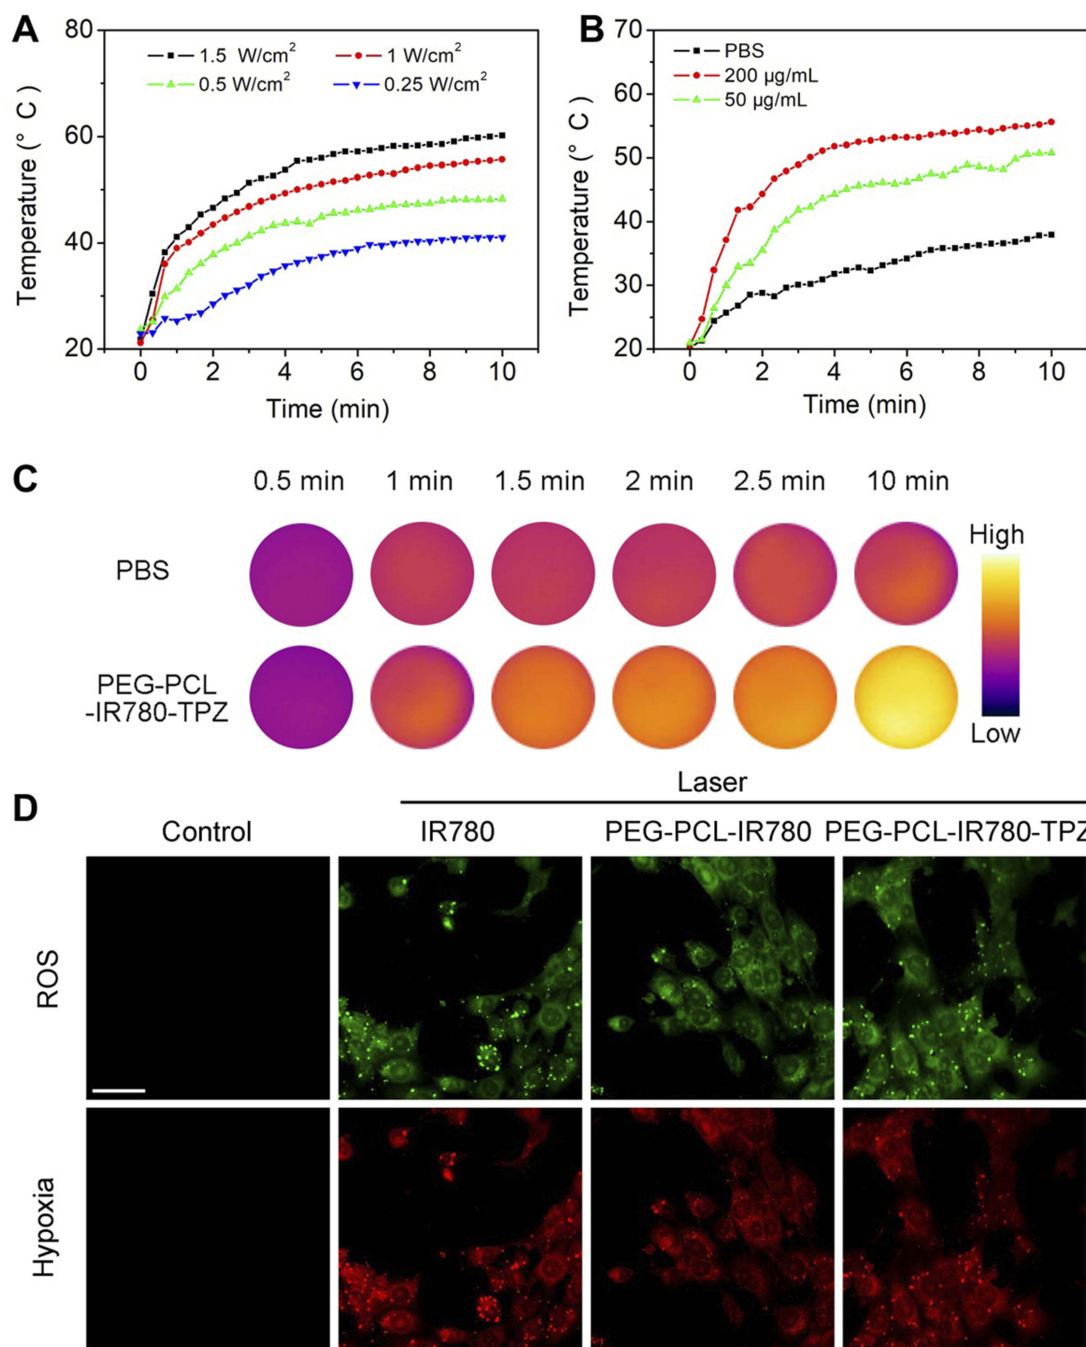 A
80
60
40
20
Temperature (° C )
1.5 W/cm²
1 W/cm²
0.5 W/cm²
0.25 W/cm²
0 2 4 6 8 10
Time (min)
B
70
60
50
40
30
20
Temperature (° C )
PBS
200 µg/mL
50 µg/mL
0 2 4 6 8 10
Time (min)
C
0.5 min 1 min 1.5 min 2 min 2.5 min 10 min
PBS
PEG-PCL
-IR780-TPZ
High
Low
D
Laser
Control IR780 PEG-PCL-IR780 PEG-PCL-IR780-TPZ
ROS
Hypoxia